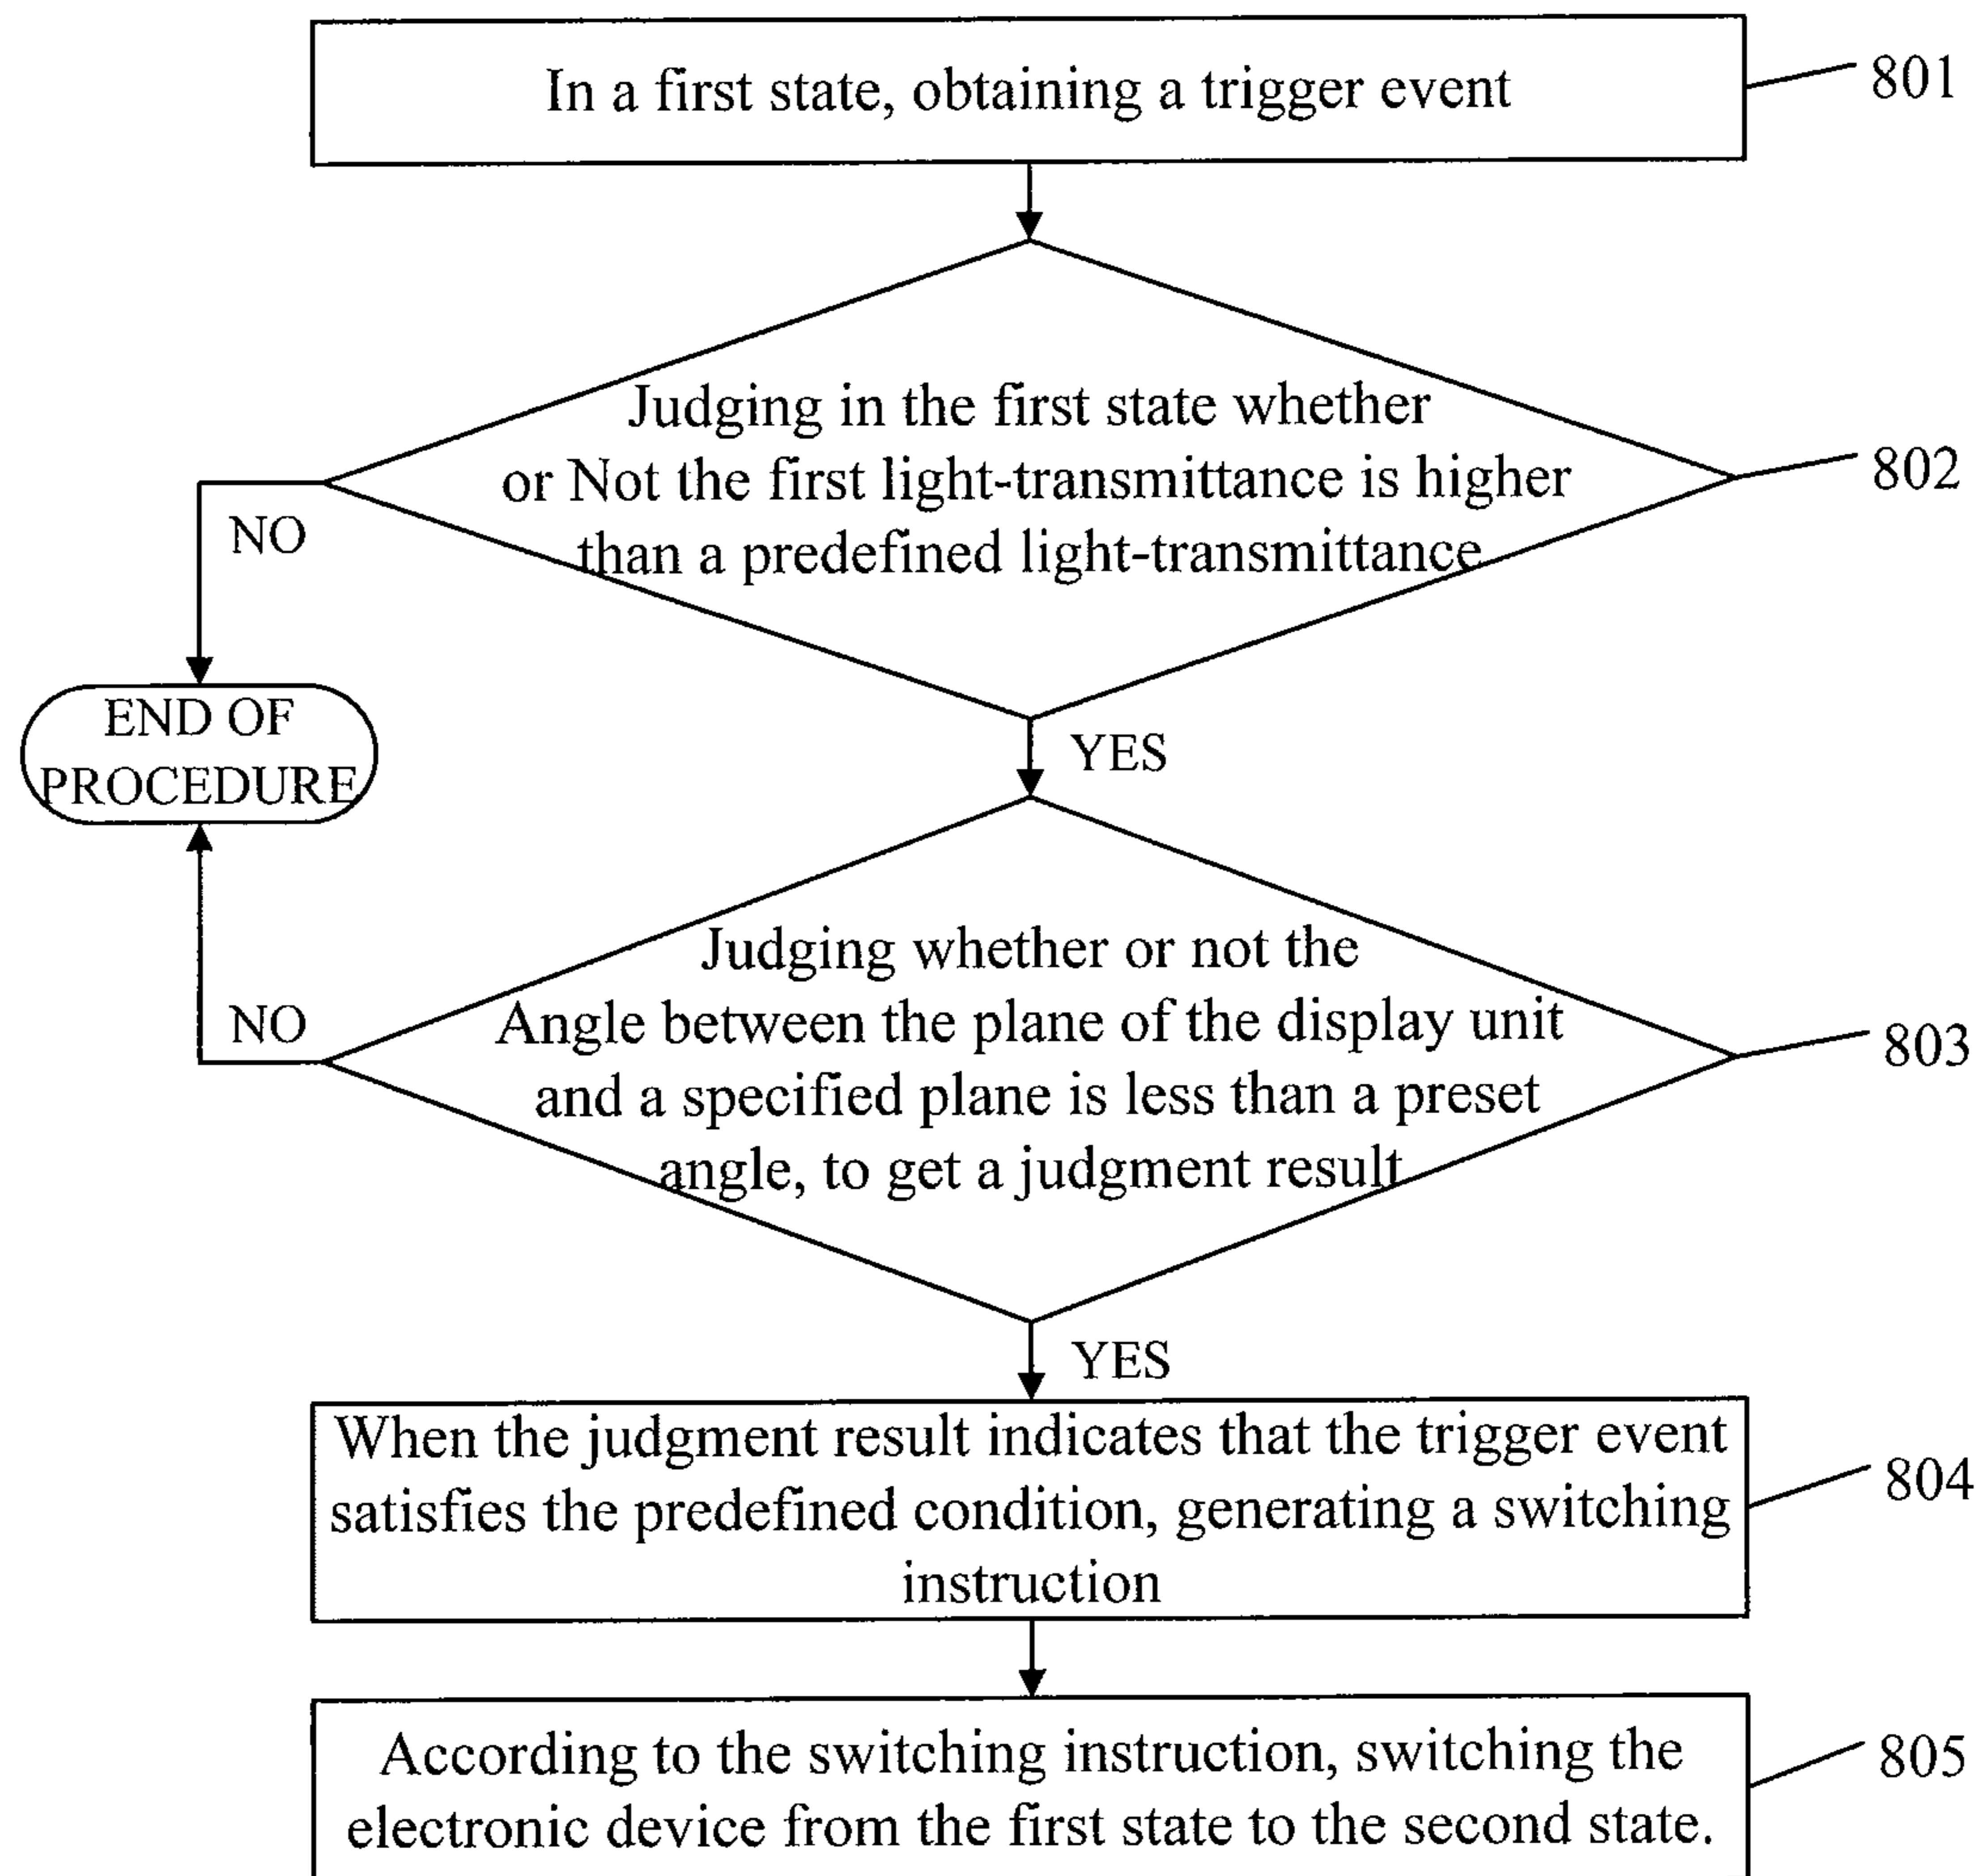 In a first state, obtaining a trigger event
801
Judging in the first state whether
or Not the first light-transmittance is higher
than a predefined light-transmittance
802
NO
END OF
PROCEDURE
YES
Judging whether or not the
Angle between the plane of the display unit
and a specified plane is less than a preset
angle, to get a judgment result
803
NO
YES
When the judgment result indicates that the trigger event
satisfies the predefined condition, generating a switching
instruction
804
According to the switching instruction, switching the
electronic device from the first state to the second state.
805